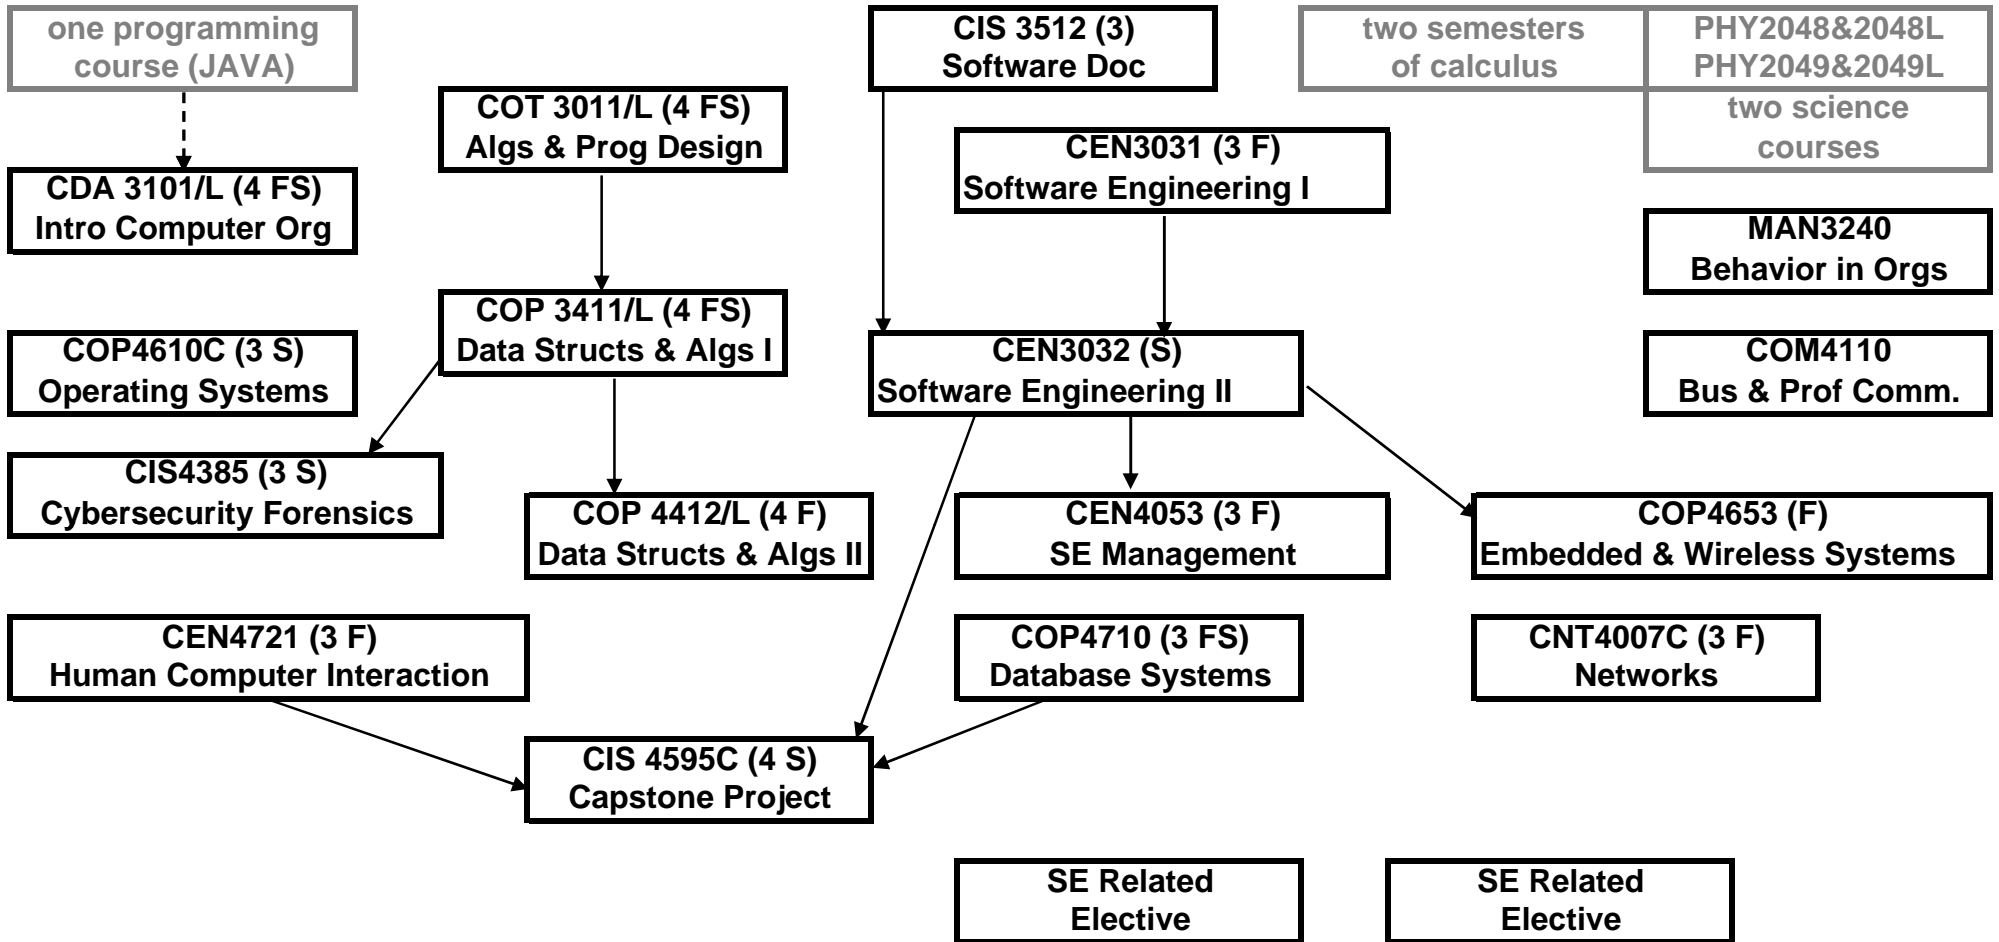 one programming
course (JAVA)
CIS 3512 (3)
Software Doc
two semesters
of calculus
PHY2048&2048L
PHY2049&2049L
two science
courses
COT 3011/L (4 FS)
Algs & Prog Design
CEN3031 (3 F)
Software Engineering I
CDA 3101/L (4 FS)
Intro Computer Org
MAN3240
Behavior in Orgs
COP 3411/L (4 FS)
Data Structs & Algs I
COP4610C (3 S)
Operating Systems
CEN3032 (S)
Software Engineering II
COM4110
Bus & Prof Comm.
CIS4385 (3 S)
Cybersecurity Forensics
COP 4412/L (4 F)
Data Structs & Algs II
CEN4053 (3 F)
SE Management
COP4653 (F)
Embedded & Wireless Systems
CEN4721 (3 F)
Human Computer Interaction
COP4710 (3 FS)
Database Systems
CNT4007C (3 F)
Networks
CIS 4595C (4 S)
Capstone Project
SE Related
Elective
SE Related
Elective